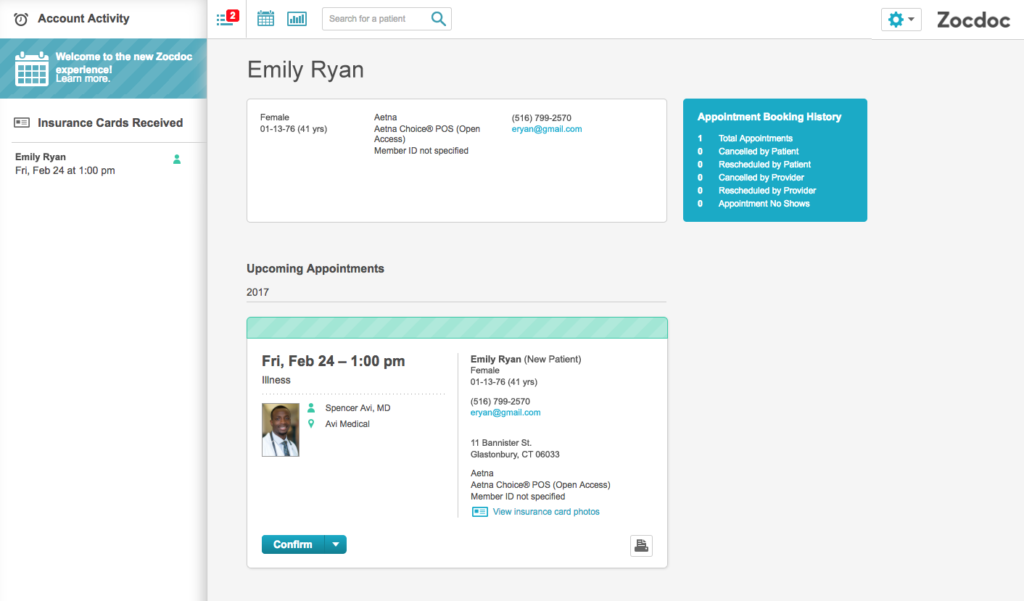 Account Activity
2
Search for a patient
Zocdoc
Welcome to the new Zocdoc
experience!
Learn more.
Insurance Cards Received
Emily Ryan
Fri, Feb 24 at 1:00 pm
Emily Ryan
Female
01-13-76 (41 yrs)
Aetna
Aetna Choice® POS (Open
Access)
Member ID not specified
(516) 799-2570
eryan@gmail.com
Appointment Booking History
1 Total Appointments
0 Cancelled by Patient
0 Rescheduled by Patient
0 Cancelled by Provider
0 Rescheduled by Provider
0 Appointment No Shows
Upcoming Appointments
2017
Fri, Feb 24 – 1:00 pm
Illness
Spencer Avi, MD
Avi Medical
Emily Ryan (New Patient)
Female
01-13-76 (41 yrs)
(516) 799-2570
eryan@gmail.com
11 Bannister St.
Glastonbury, CT 06033
Aetna
Aetna Choice® POS (Open Access)
Member ID not specified
View insurance card photos
Confirm